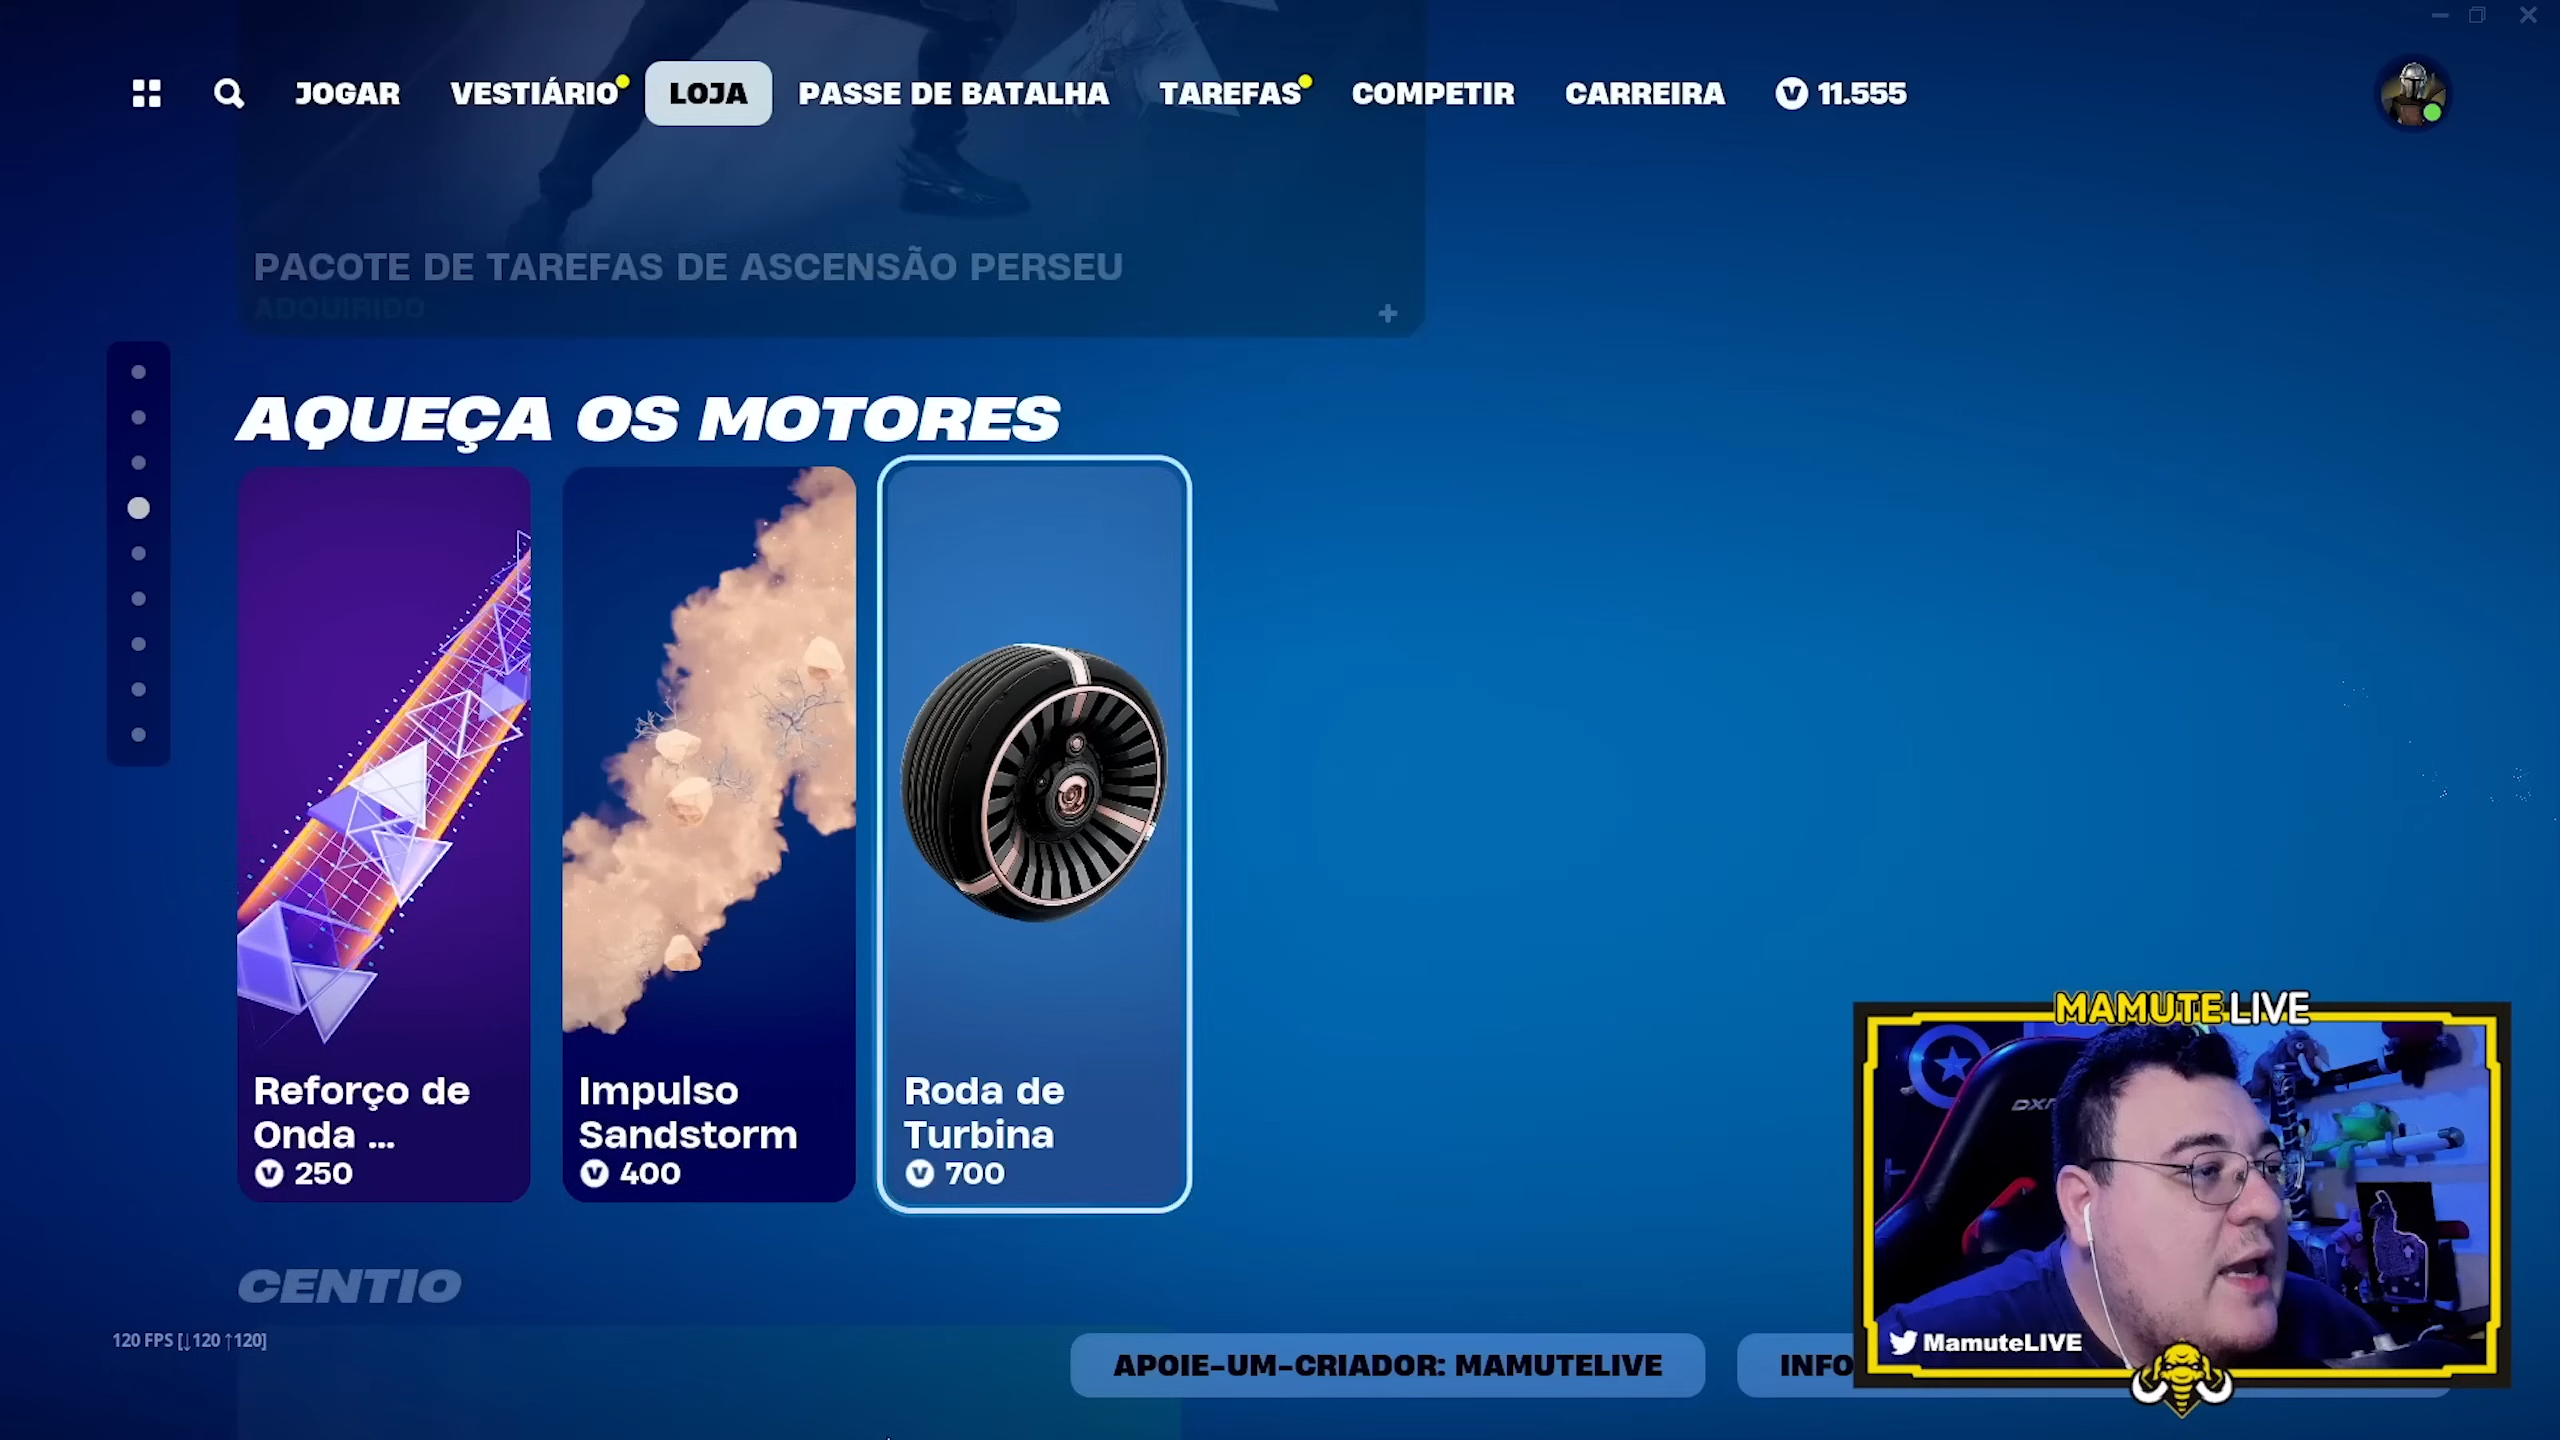 JOGAR VESTIÁRIO LOJA PASSE DE BATALHA TAREFAS COMPETIR CARREIRA 11.555
PACOTE DE TAREFAS DE ASCENSÃO PERSEU
ADQUIRIDO
AQUEÇA OS MOTORES
Reforço de
Onda ...
250
Impulso
Sandstorm
400
Roda de
Turbina
700
CENTIO
120 FPS [↓120 ↑120]
APOIE-UM-CRIADOR: MAMUTELIVE
INFO
MAMUTE LIVE
MamuteLIVE